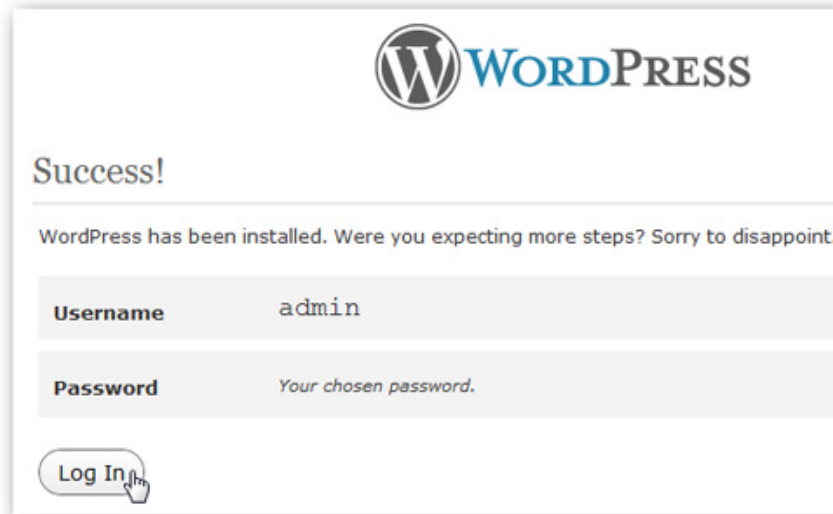 WORDPRESS
Success!
WordPress has been installed. Were you expecting more steps? Sorry to disappoint.
Username admin
Password Your chosen password.
Log In